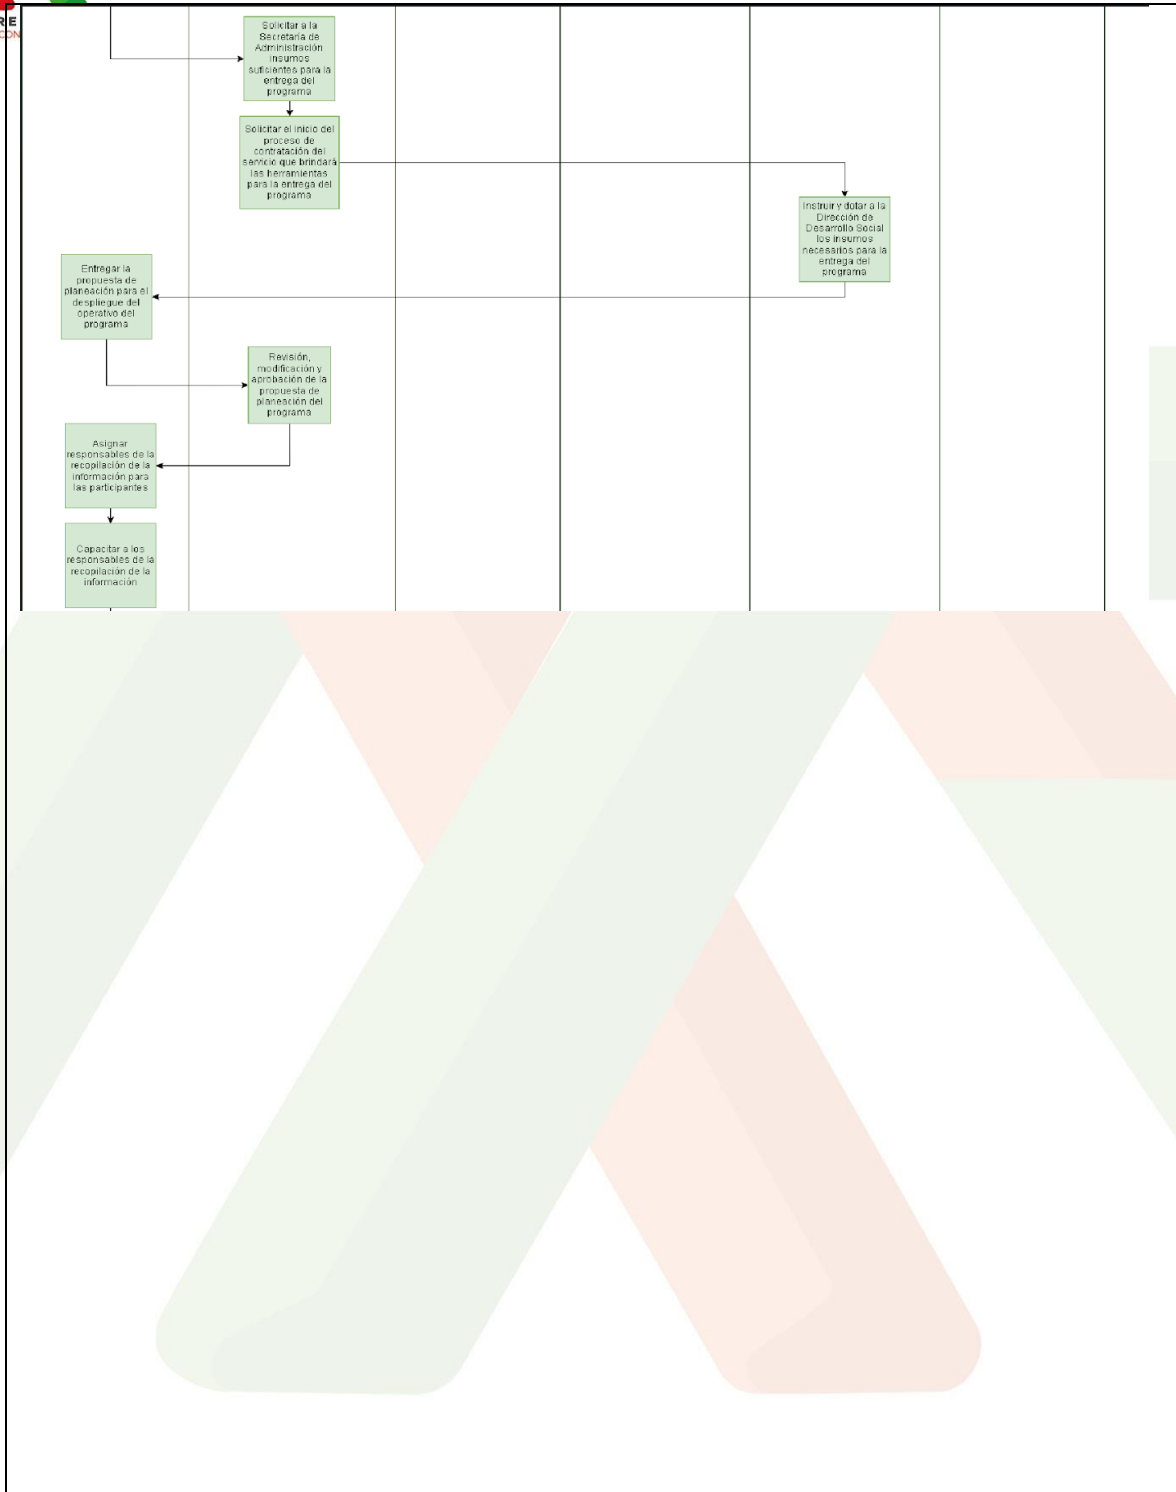 RE
CON
Solicitar a la
Secretaría de
Administración
insumos
suficientes para la
entrega del
programa
Solicitar el inicio del
proceso de
contratación del
servicio que brindará
las herramientas
para la entrega del
programa
Instruir y dotar a la
Dirección de
Desarrollo Social
los insumos
necesarios para la
entrega del
programa
Entregar la
propuesta de
planeación para el
despliegue del
operativo del
programa
Revisión,
modificación y
aprobación de la
propuesta de
planeación del
programa
Asignar
responsables de la
recopilación de la
información para
las participantes
Capacitar a los
responsables de la
recopilación de la
información